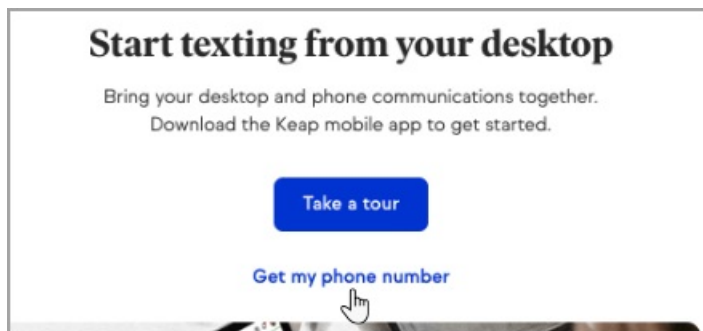 Start texting from your desktop
Bring your desktop and phone communications together.
Download the Keap mobile app to get started.
Take a tour
Get my phone number